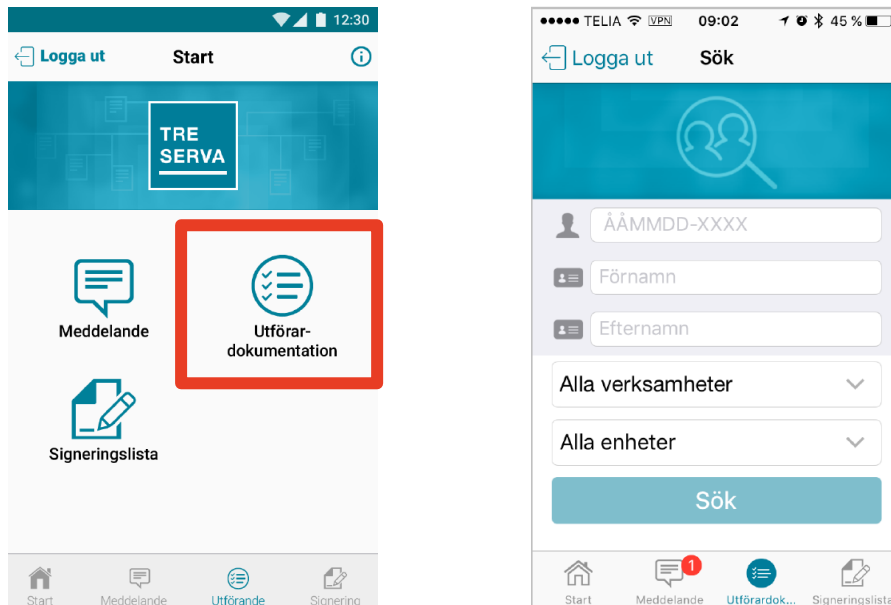 12:30
Logga ut
Start
TRE
SERVA
Meddelande
Utförar-
dokumentation
Signeringslista
Start
Meddelande
Utförande
Signering
TELIA
VPN
09:02
45 %
Logga ut
Sök
ÅÅMMDD-XXXX
Förnamn
Efternamn
Alla verksamheter
Alla enheter
Sök
1
Start
Meddelande
Utförardok...
Signeringslista